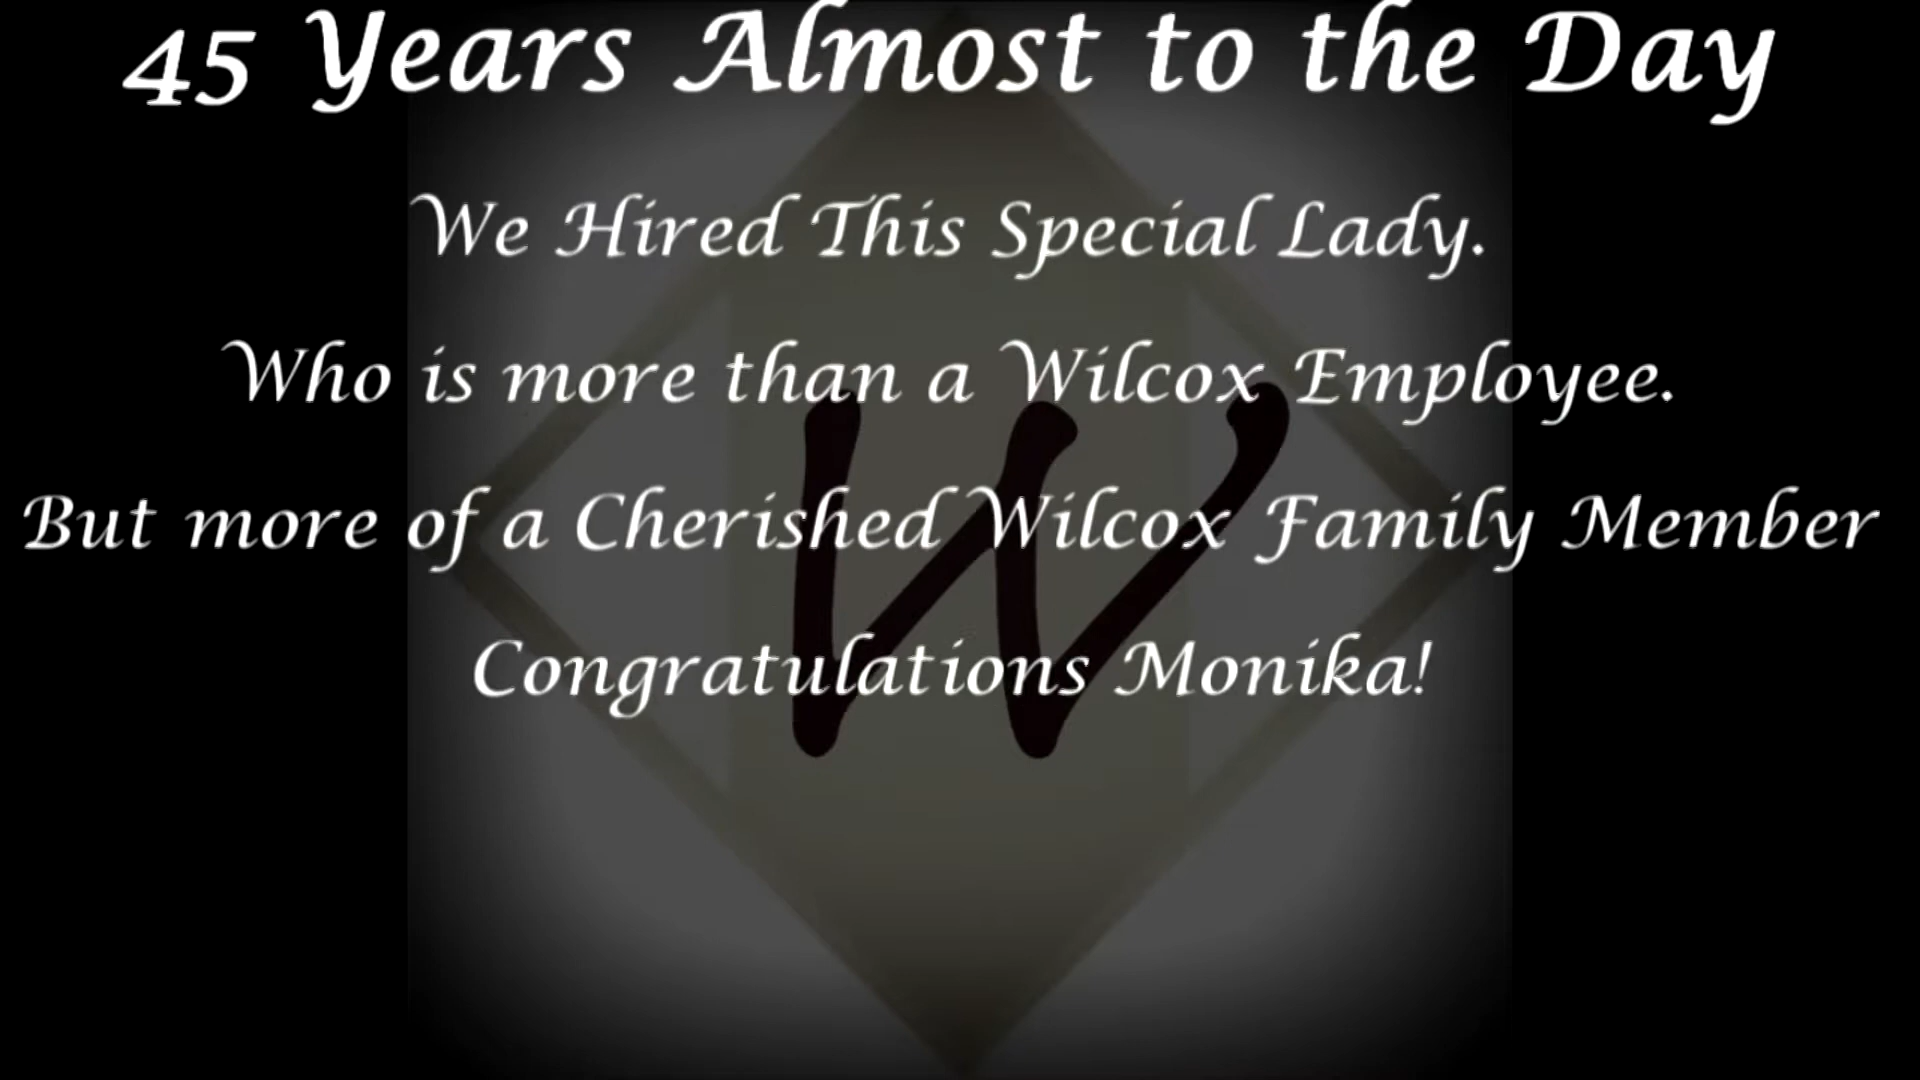 45 Years Almost to the Day
We Hired This Special Lady.
Who is more than a Wilcox Employee.
But more of a Cherished Wilcox Family Member
Congratulations Monika!
W